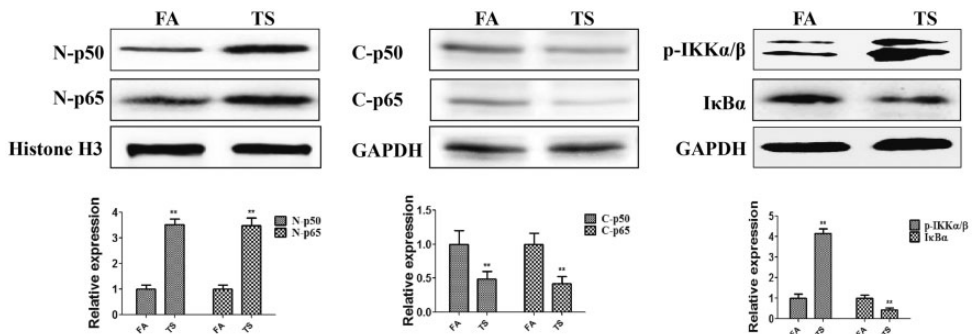 FA TS
N-p50
N-p65
Histone H3
FA TS
C-p50
C-p65
GAPDH
FA TS
p-IKKα/β
IκBα
GAPDH
Relative expression
4
3
2
1
0
** **
N-p50
N-p65
FA TS FA TS
Relative expression
1.5
1.0
0.5
0.0
** **
C-p50
C-p65
FA TS FA TS
Relative expression
5
4
3
2
1
0
** **
p-IKKα/β
IκBα
FA TS FA TS